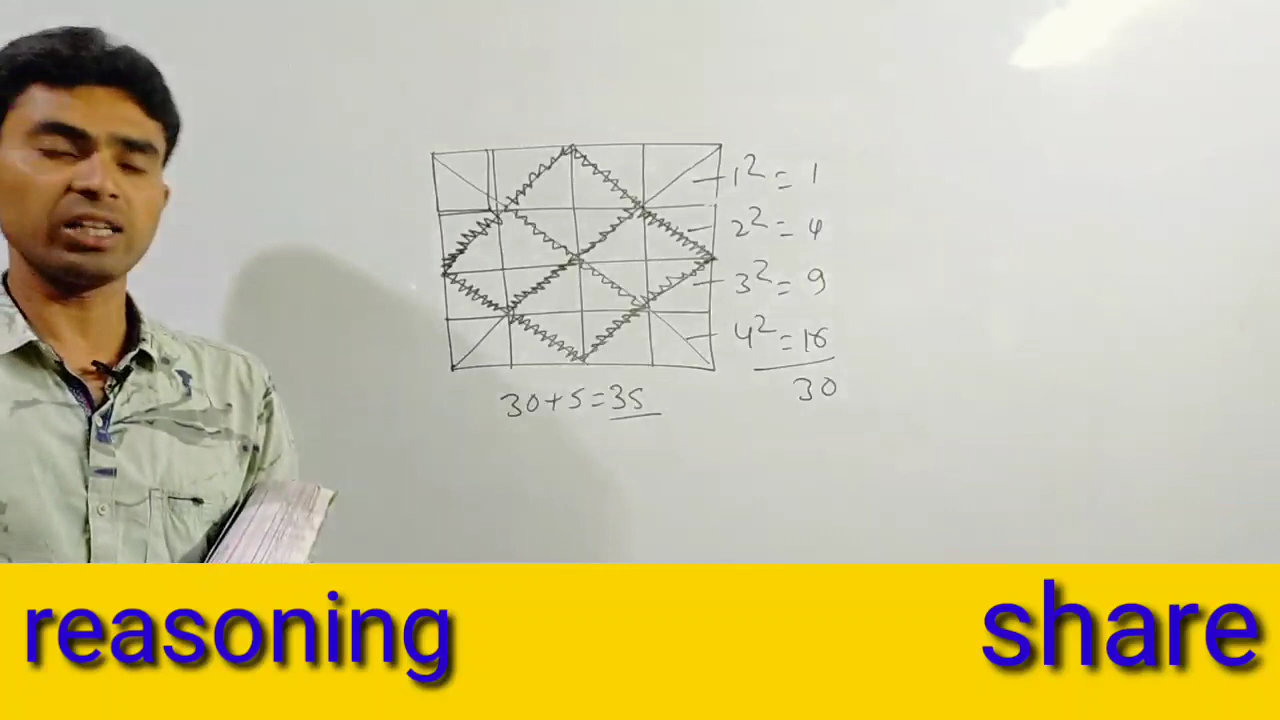 1² = 1
2² = 4
3² = 9
4² = 16
30
30+5=35
reasoning
share